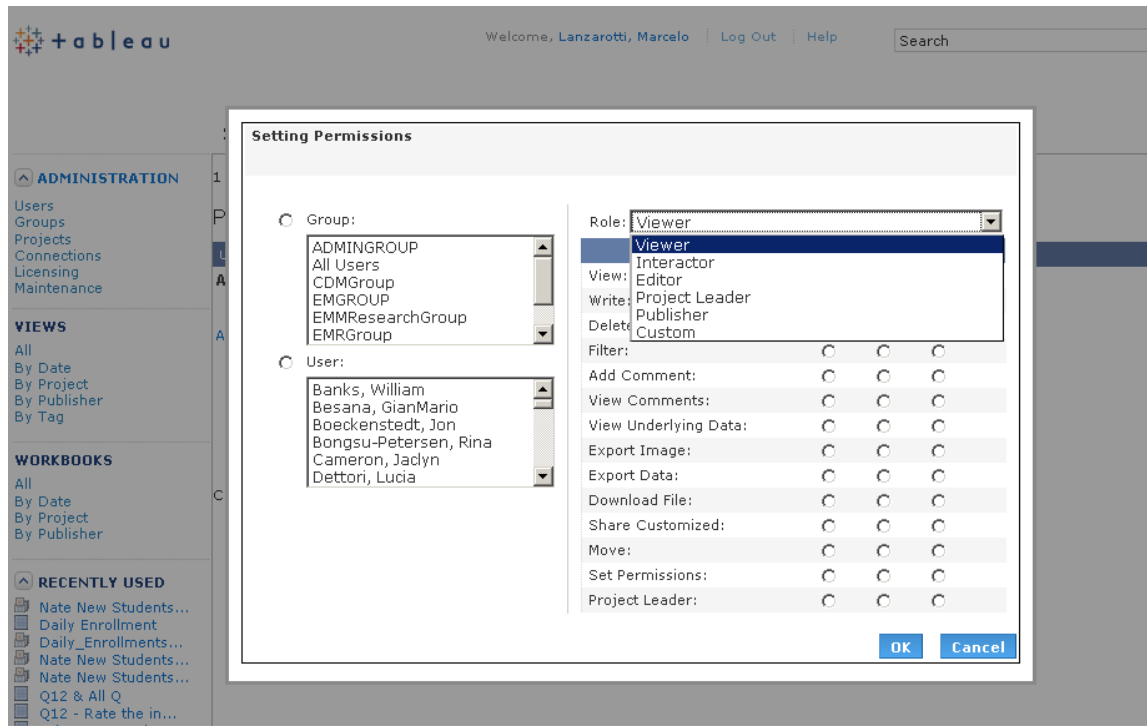 + a b | e a u
Welcome, Lanzarotti, Marcelo | Log Out | Help
Search
ADMINISTRATION
Users
Groups
Projects
Connections
Licensing
Maintenance
VIEWS
All
By Date
By Project
By Publisher
By Tag
WORKBOOKS
All
By Date
By Project
By Publisher
RECENTLY USED
Nate New Students...
Daily Enrollment
Daily_Enrollments...
Nate New Students...
Nate New Students...
Q12 & All Q
Q12 - Rate the in...
1
P
A
A
C
Setting Permissions
Group:
ADMINGROUP
All Users
CDMGroup
EMGROUP
EMMResearchGroup
EMRGroup
User:
Banks, William
Besana, GianMario
Boeckenstedt, Jon
Bongsu-Petersen, Rina
Cameron, Jaclyn
Dettori, Lucia
Role: Viewer
Viewer
Interactor
Editor
Project Leader
Publisher
Custom
View:
Write:
Delete
Filter:
Add Comment:
View Comments:
View Underlying Data:
Export Image:
Export Data:
Download File:
Share Customized:
Move:
Set Permissions:
Project Leader:
OK
Cancel